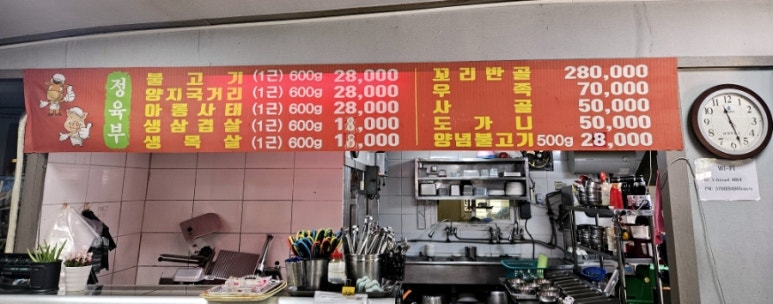 정육부
불고기 (1근) 600g 28,000
양지국거리 (1근) 600g 28,000
아롱사태 (1근) 600g 28,000
생삼겹살 (1근) 600g 18,000
생목살 (1근) 600g 18,000
꼬리반골 280,000
우족 70,000
사골 50,000
도가니 50,000
양념불고기 500g 28,000
WI-FI